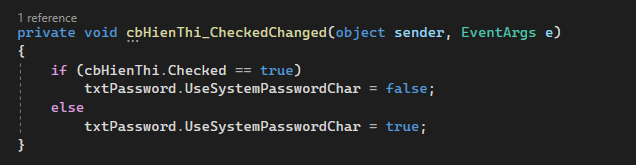 1 reference
private void cbHienThi_CheckedChanged(object sender, EventArgs e)
{
    if (cbHienThi.Checked == true)
        txtPassword.UseSystemPasswordChar = false;
    else
        txtPassword.UseSystemPasswordChar = true;
}